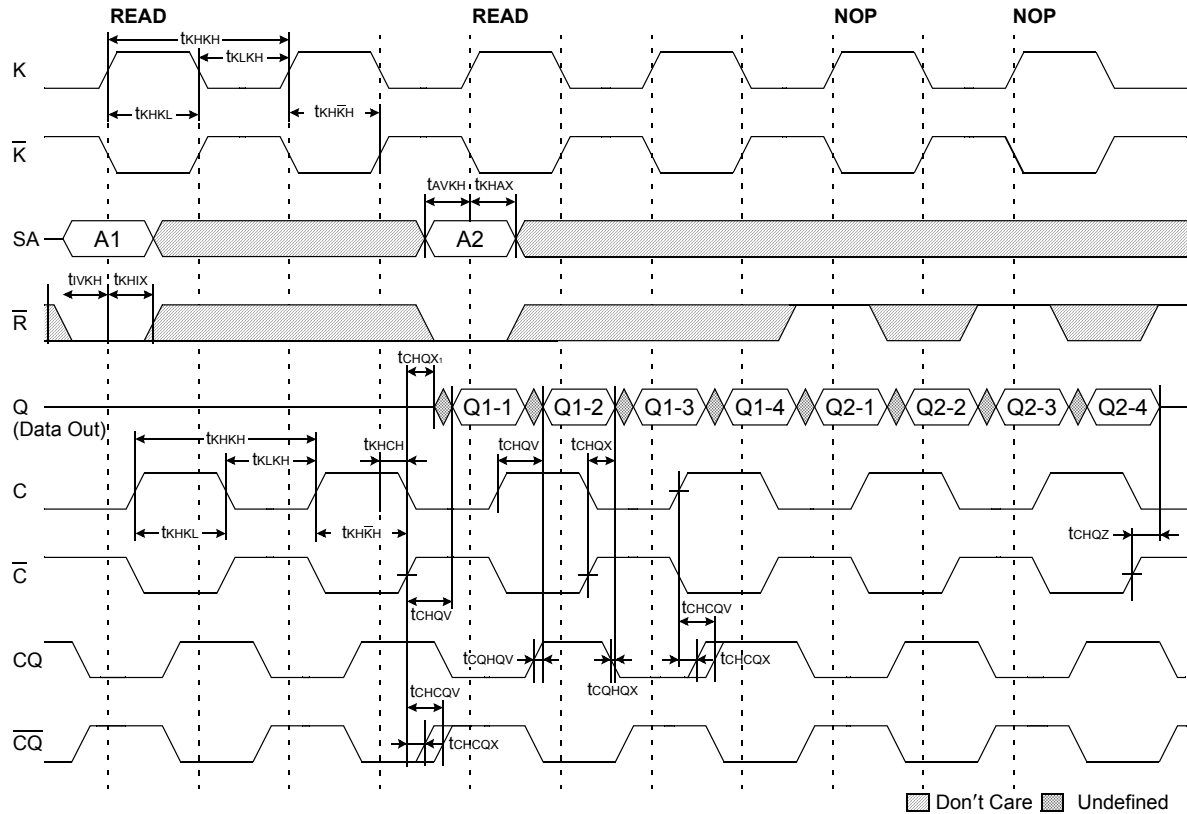 READ READ NOP NOP
tKHKH
tKLKH
K
tKHKL tKHK̅H
K̅
tAVKH tKHAX
SA A1 A2
tIVKH tKHIX
R̅
tCHQX1
Q Q1-1 Q1-2 Q1-3 Q1-4 Q2-1 Q2-2 Q2-3 Q2-4
(Data Out)
tKHKH tKHCH tCHQV tCHQX
tKLKH
C
tKHKL tKHK̅H tCHQZ
C̅
tCHQV tCHCQV
CQ tCQHQV tCHCQX
tCQHQX
tCHCQV
C̅Q̅ tCHCQX
Don't Care Undefined